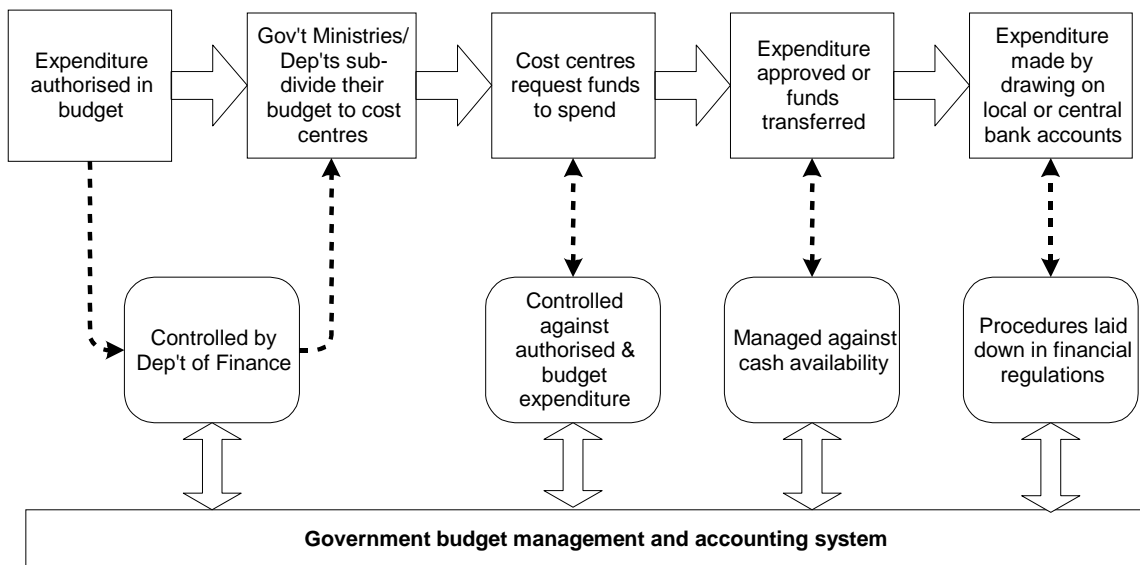 Expenditure
authorised in
budget
Gov't Ministries/
Dep'ts sub-
divide their
budget to cost
centres
Cost centres
request funds
to spend
Expenditure
approved or
funds
transferred
Expenditure
made by
drawing on
local or central
bank accounts
Controlled by
Dep't of Finance
Controlled
against
authorised &
budget
expenditure
Managed against
cash availability
Procedures laid
down in financial
regulations
Government budget management and accounting system